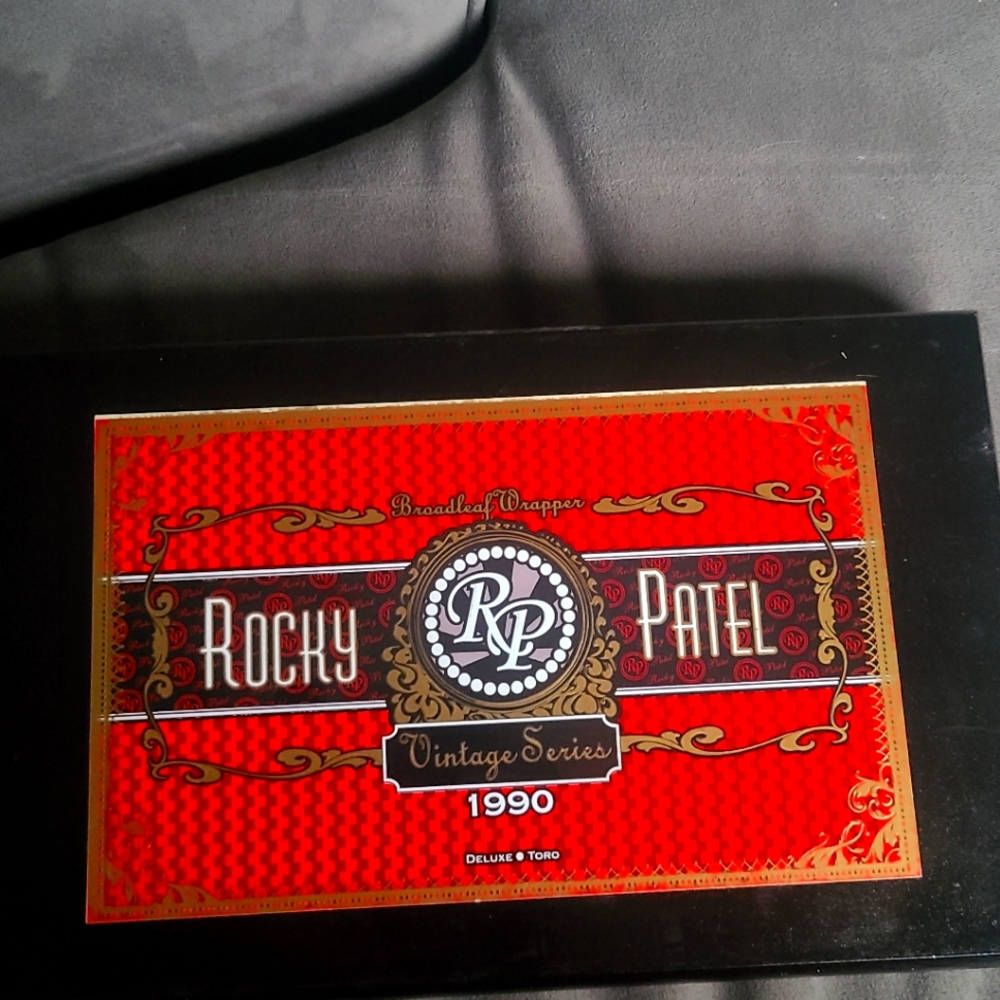 Broadleaf Wrapper
Rocky Patel
RP
Vintage Series
1990
Deluxe • Toro